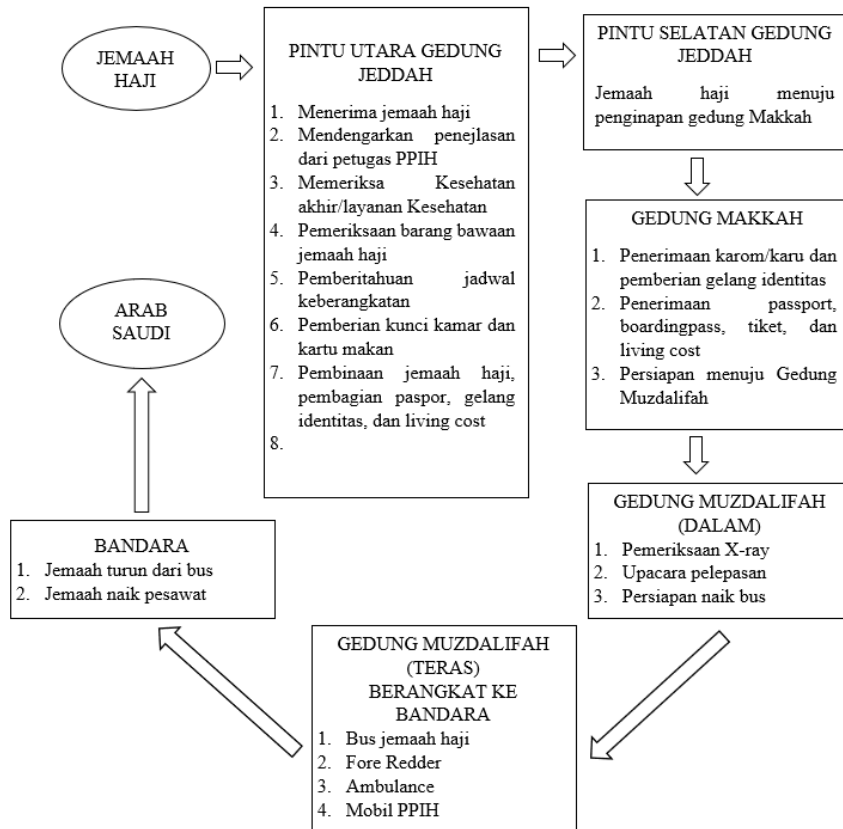 JEMAAH
HAJI
PINTU UTARA GEDUNG
JEDDAH
1. Menerima jemaah haji
2. Mendengarkan penejlasan
dari petugas PPIH
3. Memeriksa Kesehatan
akhir/layanan Kesehatan
4. Pemeriksaan barang bawaan
jemaah haji
5. Pemberitahuan jadwal
keberangkatan
6. Pemberian kunci kamar dan
kartu makan
7. Pembinaan jemaah haji,
pembagian paspor, gelang
identitas, dan living cost
8.
PINTU SELATAN GEDUNG
JEDDAH
Jemaah haji menuju
penginapan gedung Makkah
GEDUNG MAKKAH
1. Penerimaan karom/karu dan
pemberian gelang identitas
2. Penerimaan passport,
boardingpass, tiket, dan
living cost
3. Persiapan menuju Gedung
Muzdalifah
GEDUNG MUZDALIFAH
(DALAM)
1. Pemeriksaan X-ray
2. Upacara pelepasan
3. Persiapan naik bus
GEDUNG MUZDALIFAH
(TERAS)
BERANGKAT KE
BANDARA
1. Bus jemaah haji
2. Fore Redder
3. Ambulance
4. Mobil PPIH
BANDARA
1. Jemaah turun dari bus
2. Jemaah naik pesawat
ARAB
SAUDI